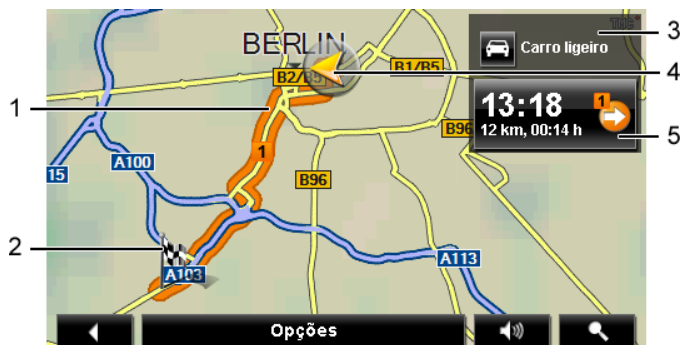 BERLIN
TMC
3
Carro ligeiro
4
B2/B5
B1/B5
1
13:18
1
12 km, 00:14 h
5
B96
A100
1
15
B96
2
A113
A103
Opções